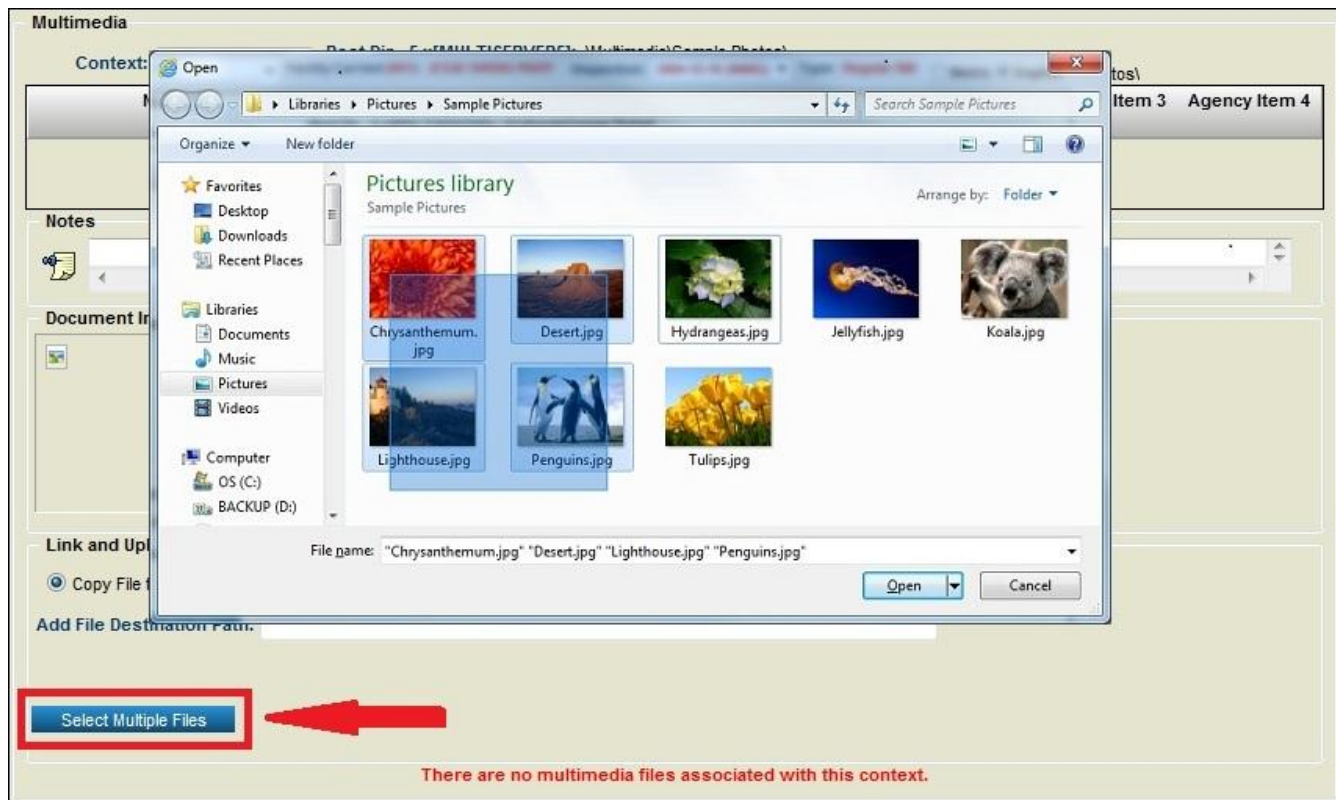 Multimedia
Context:
\Multimedia\Sample Photos\
Open
tos\
Libraries ▸ Pictures ▸ Sample Pictures
Search Sample Pictures
Item 3 Agency Item 4
Organize New folder
Favorites
Desktop
Downloads
Recent Places
Libraries
Documents
Music
Pictures
Videos
Computer
OS (C:)
BACKUP (D:)
Pictures library
Sample Pictures
Arrange by: Folder
Chrysanthemum.
jpg
Desert.jpg
Hydrangeas.jpg
Jellyfish.jpg
Koala.jpg
Lighthouse.jpg
Penguins.jpg
Tulips.jpg
File name: "Chrysanthemum.jpg" "Desert.jpg" "Lighthouse.jpg" "Penguins.jpg"
Open Cancel
Notes
Document In
Link and Upl
Copy File f
Add File Destination Path:
Select Multiple Files
There are no multimedia files associated with this context.